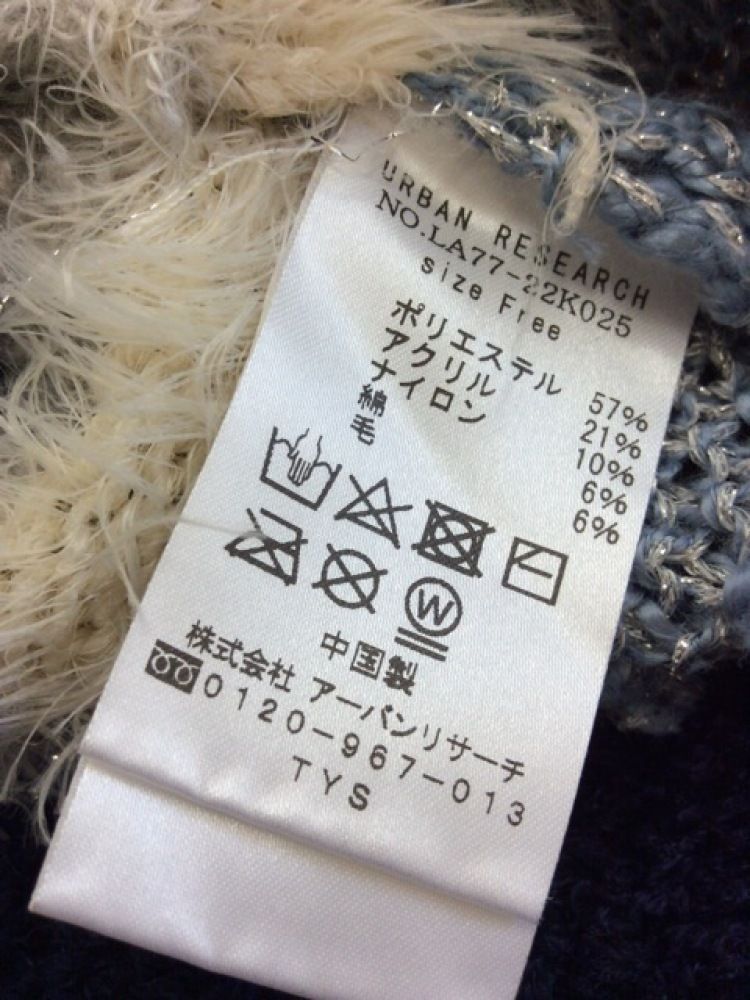 URBAN RESEARCH
NO.LA77-22K025
Size Free
ポリエステル 57%
アクリル 21%
ナイロン 10%
綿 6%
毛 6%
W
中国製
株式会社 アーバンリサーチ
0120-967-013
TYS